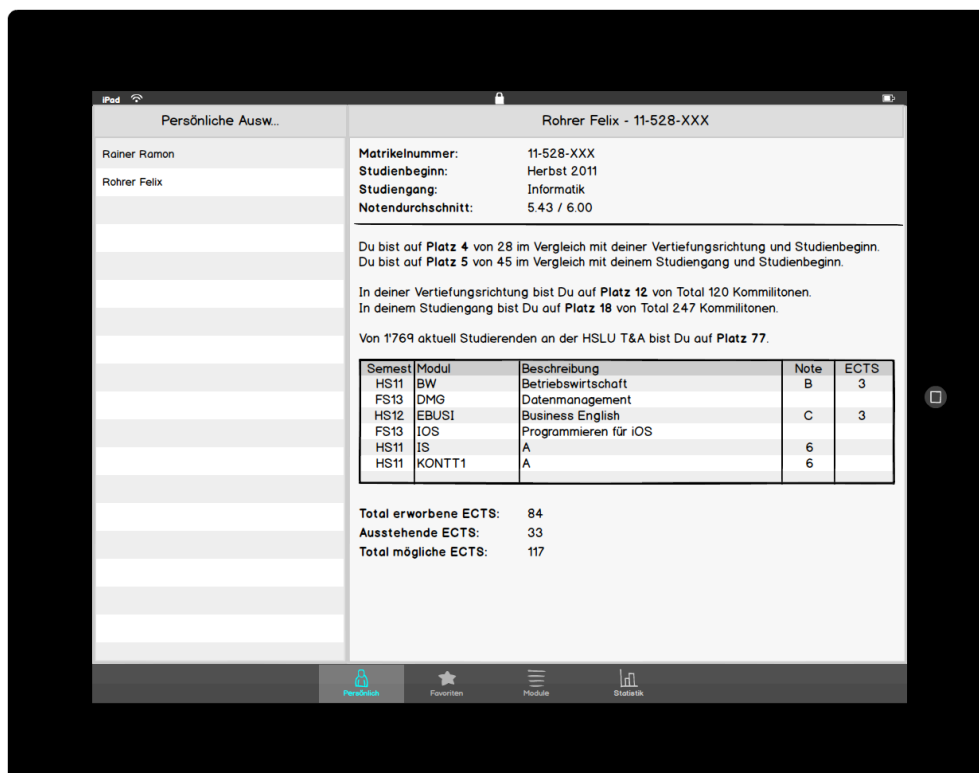 iPad
Persönliche Ausw...
Rohrer Felix - 11-528-XXX
Rainer Ramon
Rohrer Felix
Matrikelnummer: 11-528-XXX
Studienbeginn: Herbst 2011
Studiengang: Informatik
Notendurchschnitt: 5.43 / 6.00
Du bist auf Platz 4 von 28 im Vergleich mit deiner Vertiefungsrichtung und Studienbeginn.
Du bist auf Platz 5 von 45 im Vergleich mit deinem Studiengang und Studienbeginn.
In deiner Vertiefungsrichtung bist Du auf Platz 12 von Total 120 Kommilitonen.
In deinem Studiengang bist Du auf Platz 18 von Total 247 Kommilitonen.
Von 1'769 aktuell Studierenden an der HSLU T&A bist Du auf Platz 77.
Semest Modul Beschreibung Note ECTS
HS11 BW Betriebswirtschaft B 3
FS13 DMG Datenmanagement
HS12 EBUSI Business English C 3
FS13 IOS Programmieren für iOS
HS11 IS A 6
HS11 KONTT1 A 6
Total erworbene ECTS: 84
Ausstehende ECTS: 33
Total mögliche ECTS: 117
Persönlich Favoriten Module Statistik